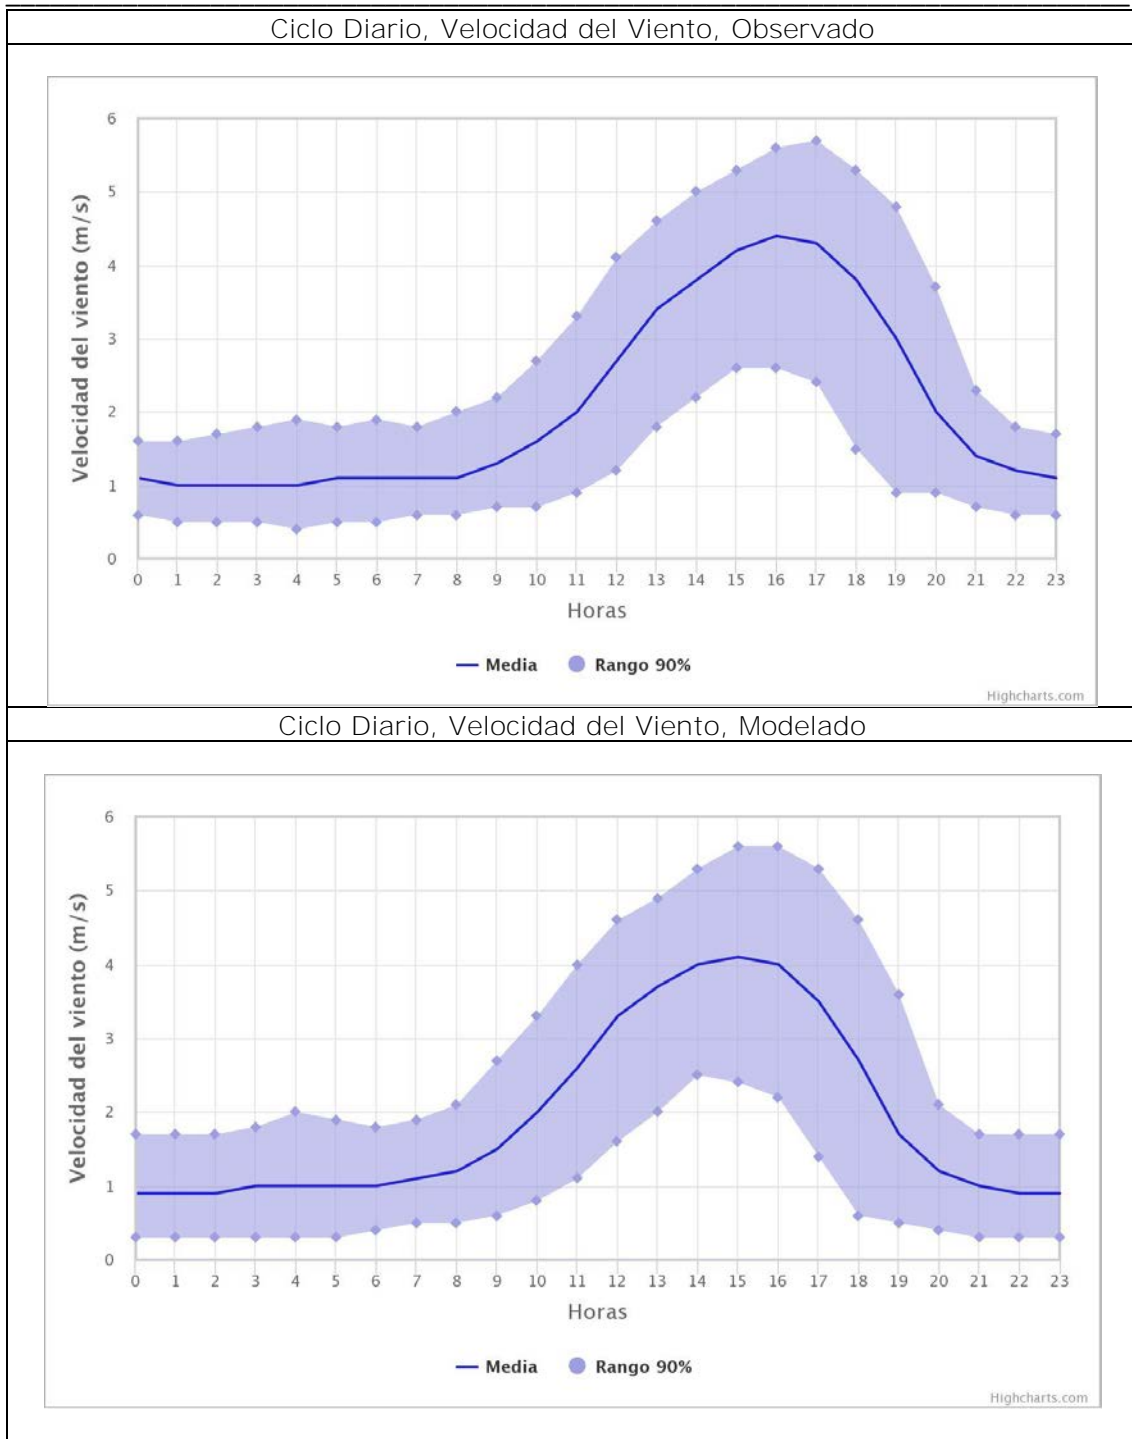 Ciclo Diario, Velocidad del Viento, Observado
Velocidad del viento (m/s)
6
5
4
3
2
1
0
0 1 2 3 4 5 6 7 8 9 10 11 12 13 14 15 16 17 18 19 20 21 22 23
Horas
Media Rango 90%
Highcharts.com
Ciclo Diario, Velocidad del Viento, Modelado
Velocidad del viento (m/s)
6
5
4
3
2
1
0
0 1 2 3 4 5 6 7 8 9 10 11 12 13 14 15 16 17 18 19 20 21 22 23
Horas
Media Rango 90%
Highcharts.com